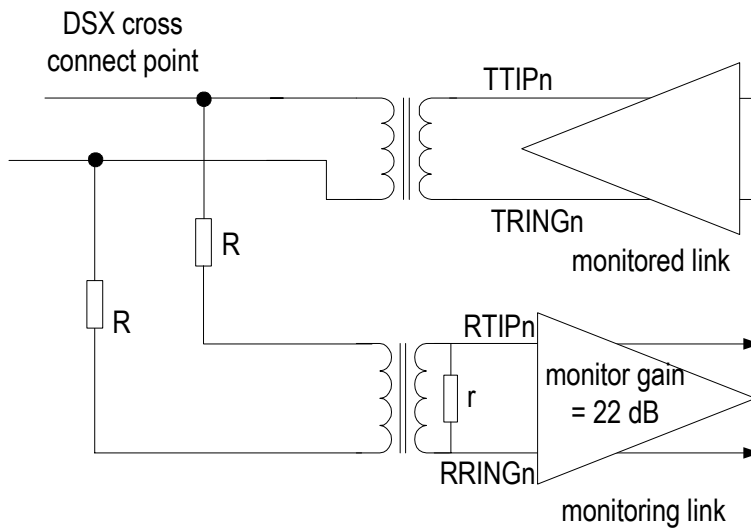 DSX cross
connect point
TTIPn
TRINGn
monitored link
R
R
RTIPn
monitor gain
= 22 dB
r
RRINGn
monitoring link